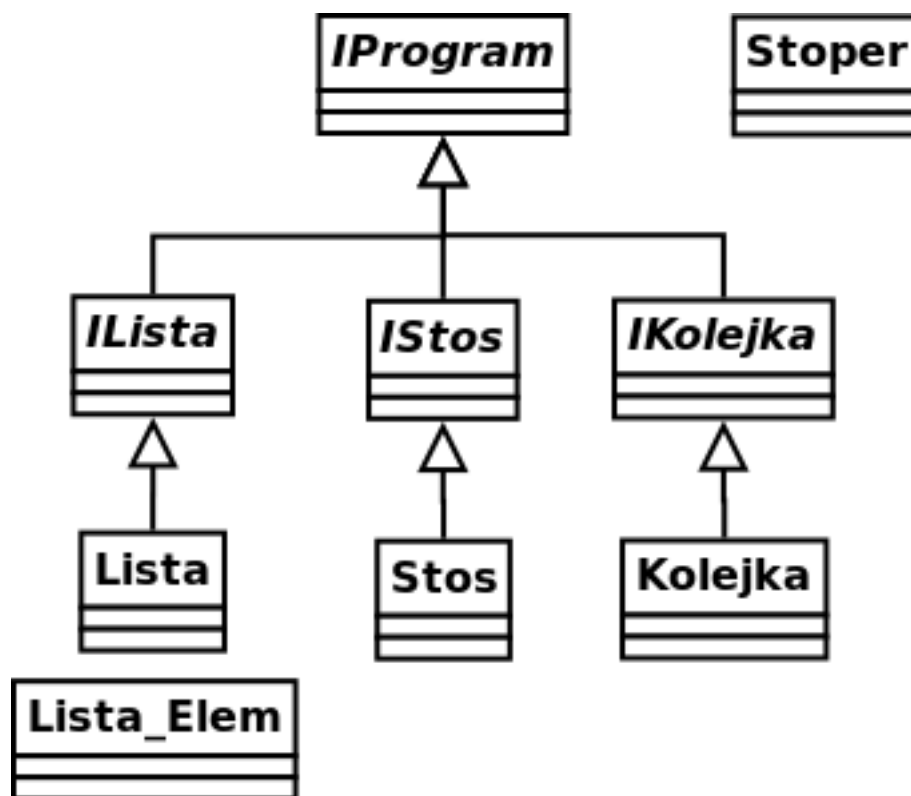 IProgram
Stoper
ILista
IStos
IKolejka
Lista
Stos
Kolejka
Lista_Elem